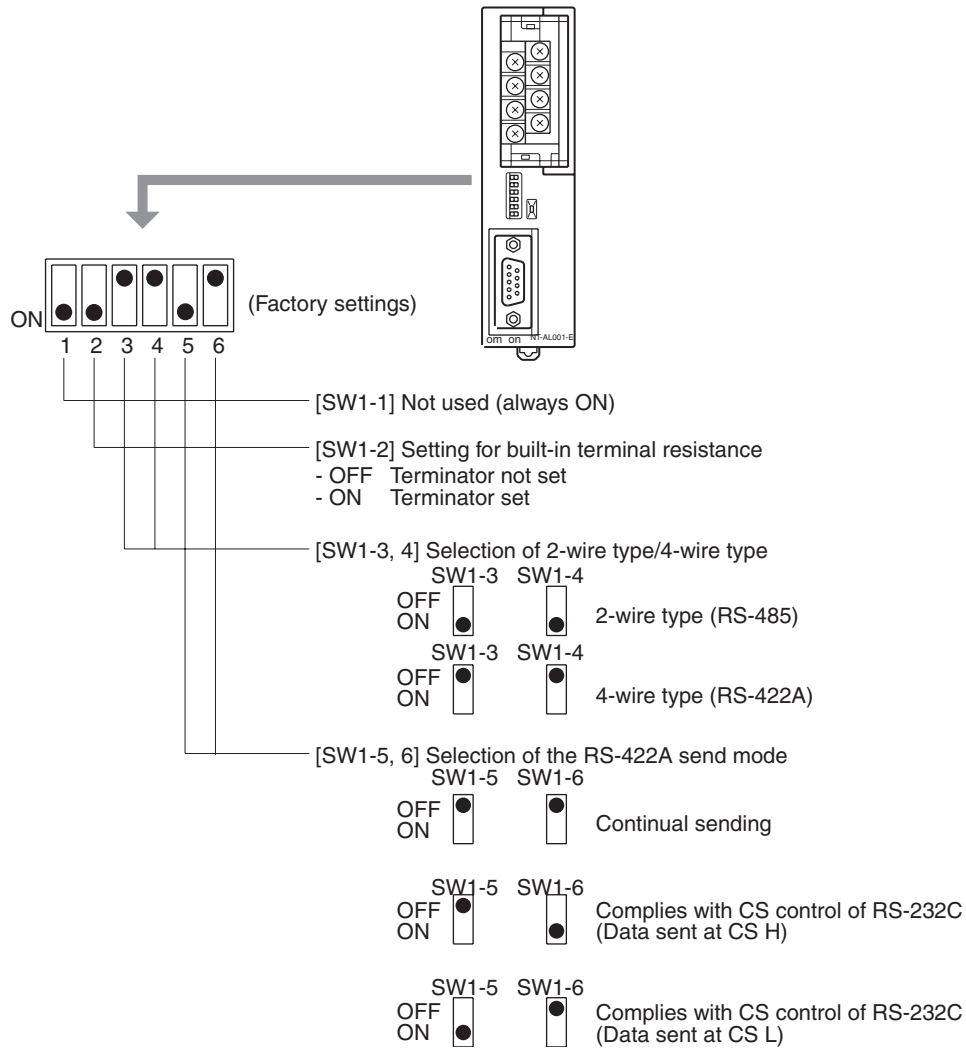 om on NT-AL001-E
ON
(Factory settings)
1 2 3 4 5 6
[SW1-1] Not used (always ON)
[SW1-2] Setting for built-in terminal resistance
- OFF Terminator not set
- ON Terminator set
[SW1-3, 4] Selection of 2-wire type/4-wire type
SW1-3 SW1-4
OFF
ON
2-wire type (RS-485)
SW1-3 SW1-4
OFF
ON
4-wire type (RS-422A)
[SW1-5, 6] Selection of the RS-422A send mode
SW1-5 SW1-6
OFF
ON
Continual sending
SW1-5 SW1-6
OFF
ON
Complies with CS control of RS-232C
(Data sent at CS H)
SW1-5 SW1-6
OFF
ON
Complies with CS control of RS-232C
(Data sent at CS L)